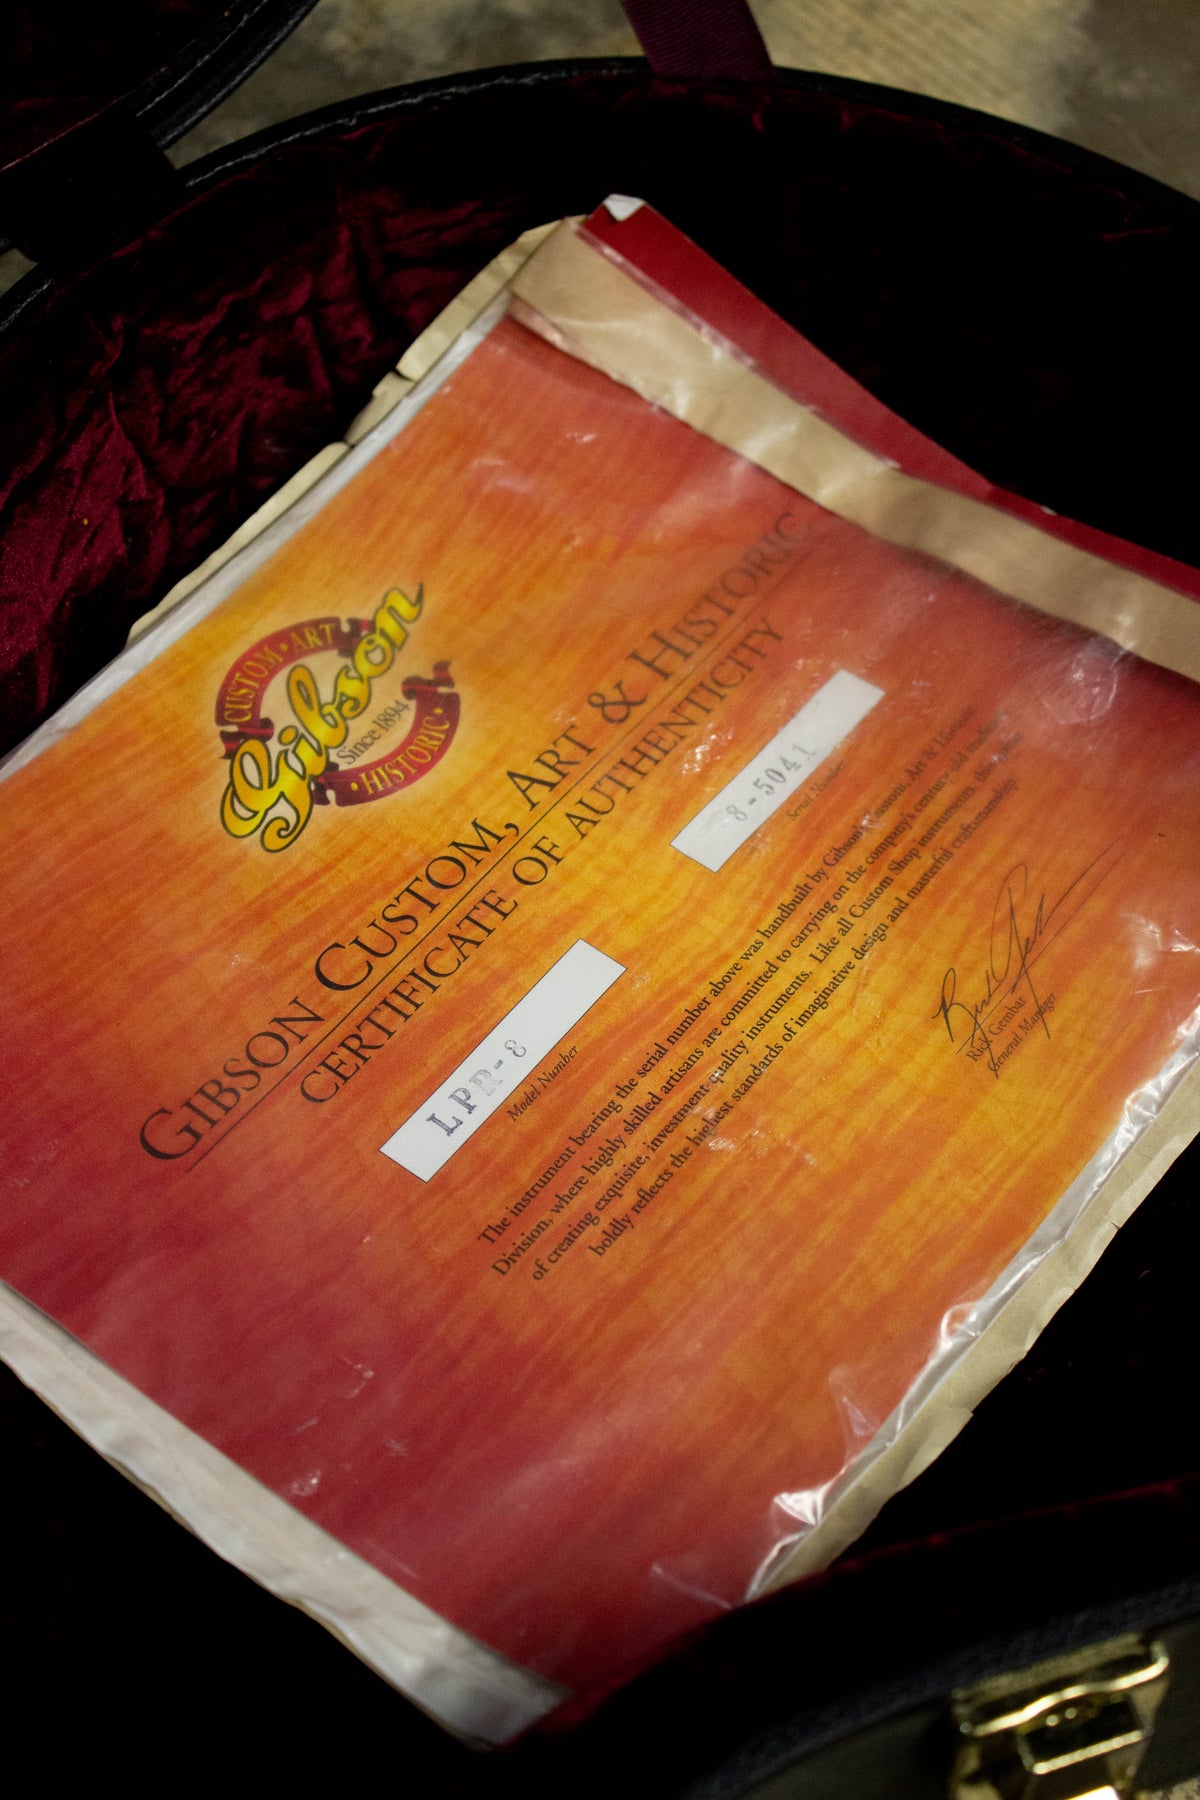 CUSTOM • ART
Gibson
Since 1894
• HISTORIC •
GIBSON CUSTOM, ART & HISTORIC
CERTIFICATE OF AUTHENTICITY
LPR-8
Model Number
8-5041
Serial Number
The instrument bearing the serial number above was handbuilt by Gibson's Custom, Art & Historic
Division, where highly skilled artisans are committed to carrying on the company's century-old tradition
of creating exquisite, investment-quality instruments. Like all Custom Shop instruments, this guitar
boldly reflects the highest standards of imaginative design and masterful craftsmanship.
Rick Gembar
General Manager